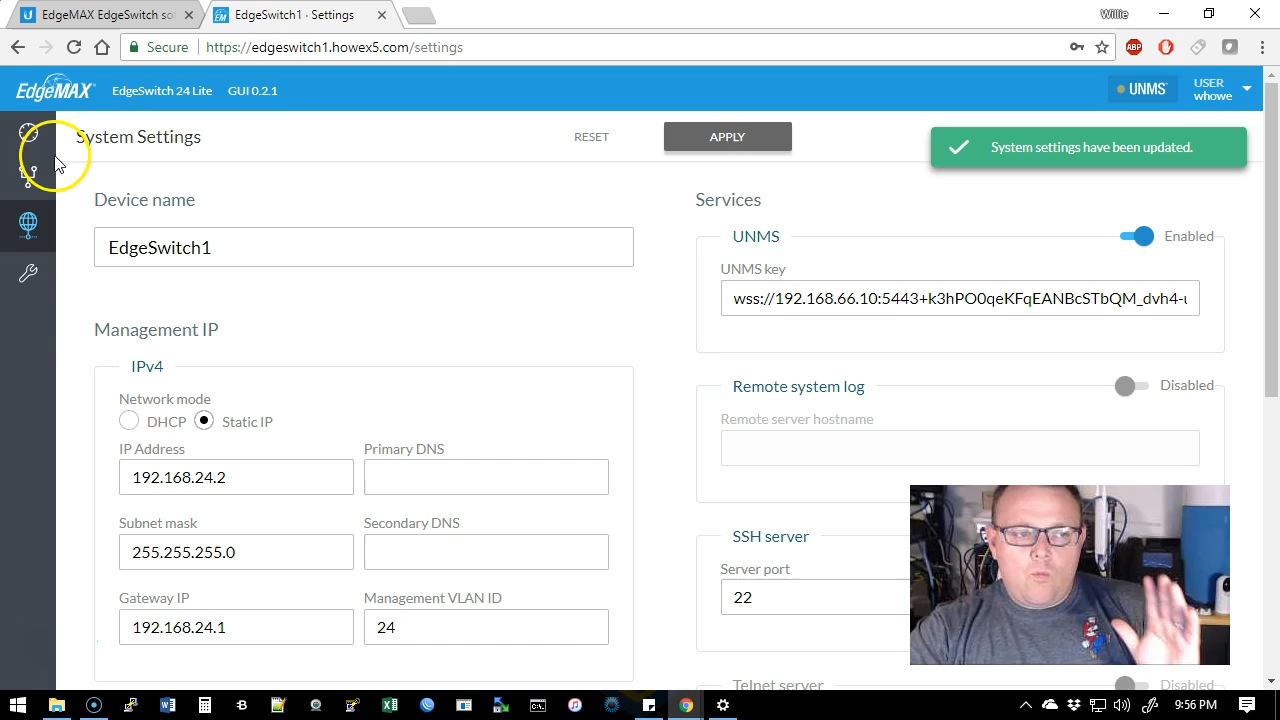 EdgeMAX EdgeSwitch sof
EdgeSwitch1 - Settings
Willie
Secure
https://edgeswitch1.howex5.com/settings
ABP
EdgeMAX
EdgeSwitch 24 Lite
GUI 0.2.1
UNMS
USER
whowe
System Settings
RESET
APPLY
System settings have been updated.
Device name
EdgeSwitch1
Management IP
IPv4
Network mode
DHCP
Static IP
IP Address
Primary DNS
192.168.24.2
Subnet mask
Secondary DNS
255.255.255.0
Gateway IP
Management VLAN ID
192.168.24.1
24
Services
UNMS
Enabled
UNMS key
wss://192.168.66.10:5443+k3hPO0qeKFqEANBcSTbQM_dvh4-u
Remote system log
Disabled
Remote server hostname
SSH server
Server port
22
Telnet server
Disabled
9:56 PM